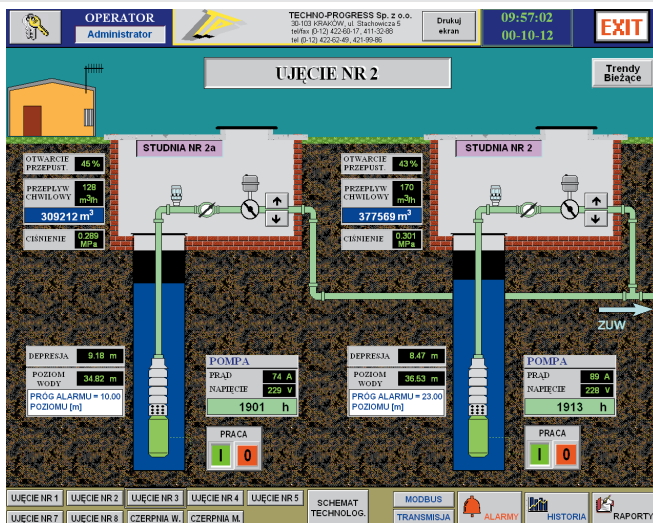 OPERATOR
Administrator
TECHNO-PROGRESS Sp. z o.o.
30-103 KRAKÓW, ul. Stachowicza 5
tel/fax (0-12) 422-60-17, 411-32-88
tel (0-12) 422-62-49, 421-99-86
Drukuj
ekran
09:57:02
00-10-12
EXIT
UJĘCIE NR 2
Trendy
Bieżące
STUDNIA NR 2a
OTWARCIE
PRZEPUST.
45 %
PRZEPŁYW
CHWILOWY
128
m³/h
309212 m³
CIŚNIENIE
0.289
MPa
STUDNIA NR 2
OTWARCIE
PRZEPUST.
43 %
PRZEPŁYW
CHWILOWY
170
m³/h
377569 m³
CIŚNIENIE
0.301
MPa
ZUW
DEPRESJA
9.18 m
POZIOM
WODY
34.82 m
PRÓG ALARMU = 10.00
POZIOMU [m]
POMPA
PRĄD
74 A
NAPIĘCIE
229 V
1901 h
PRACA
I 0
DEPRESJA
8.47 m
POZIOM
WODY
36.53 m
PRÓG ALARMU = 23.00
POZIOMU [m]
POMPA
PRĄD
89 A
NAPIĘCIE
228 V
1913 h
PRACA
I 0
UJĘCIE NR 1
UJĘCIE NR 2
UJĘCIE NR 3
UJĘCIE NR 4
UJĘCIE NR 5
UJĘCIE NR 7
UJĘCIE NR 8
CZERPNIA W.
CZERPNIA M.
SCHEMAT
TECHNOLOG.
MODBUS
TRANSMISJA
ALARMY
HISTORIA
RAPORTY